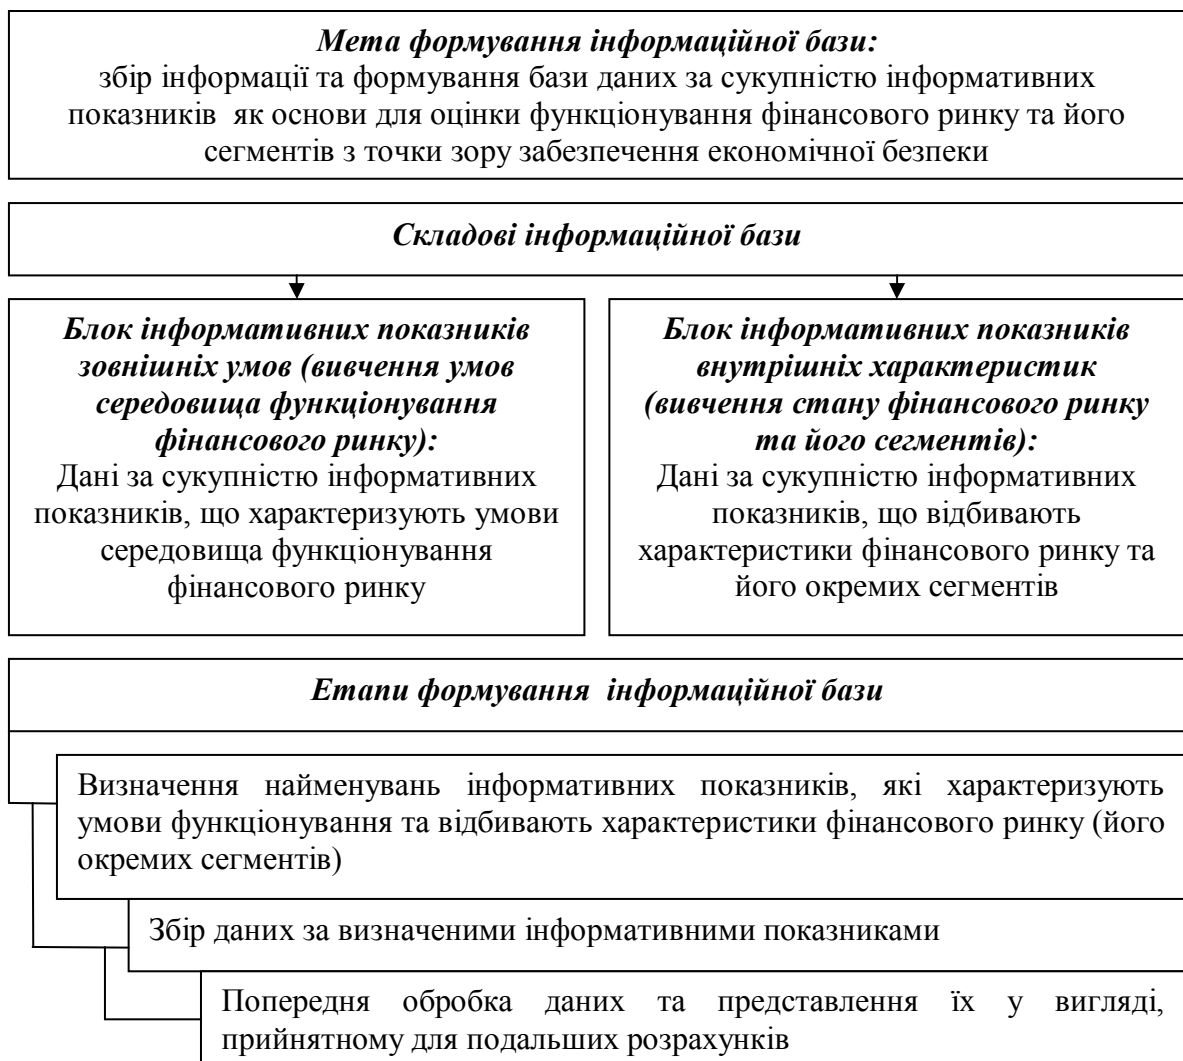 Мета формування інформаційної бази:
збір інформації та формування бази даних за сукупністю інформативних
показників як основи для оцінки функціонування фінансового ринку та його
сегментів з точки зору забезпечення економічної безпеки
Складові інформаційної бази
Блок інформативних показників
зовнішніх умов (вивчення умов
середовища функціонування
фінансового ринку):
Дані за сукупністю інформативних
показників, що характеризують умови
середовища функціонування
фінансового ринку
Блок інформативних показників
внутрішніх характеристик
(вивчення стану фінансового ринку
та його сегментів):
Дані за сукупністю інформативних
показників, що відбивають
характеристики фінансового ринку та
його окремих сегментів
Етапи формування інформаційної бази
Визначення найменувань інформативних показників, які характеризують
умови функціонування та відбивають характеристики фінансового ринку (його
окремих сегментів)
Збір даних за визначеними інформативними показниками
Попередня обробка даних та представлення їх у вигляді,
прийнятному для подальших розрахунків